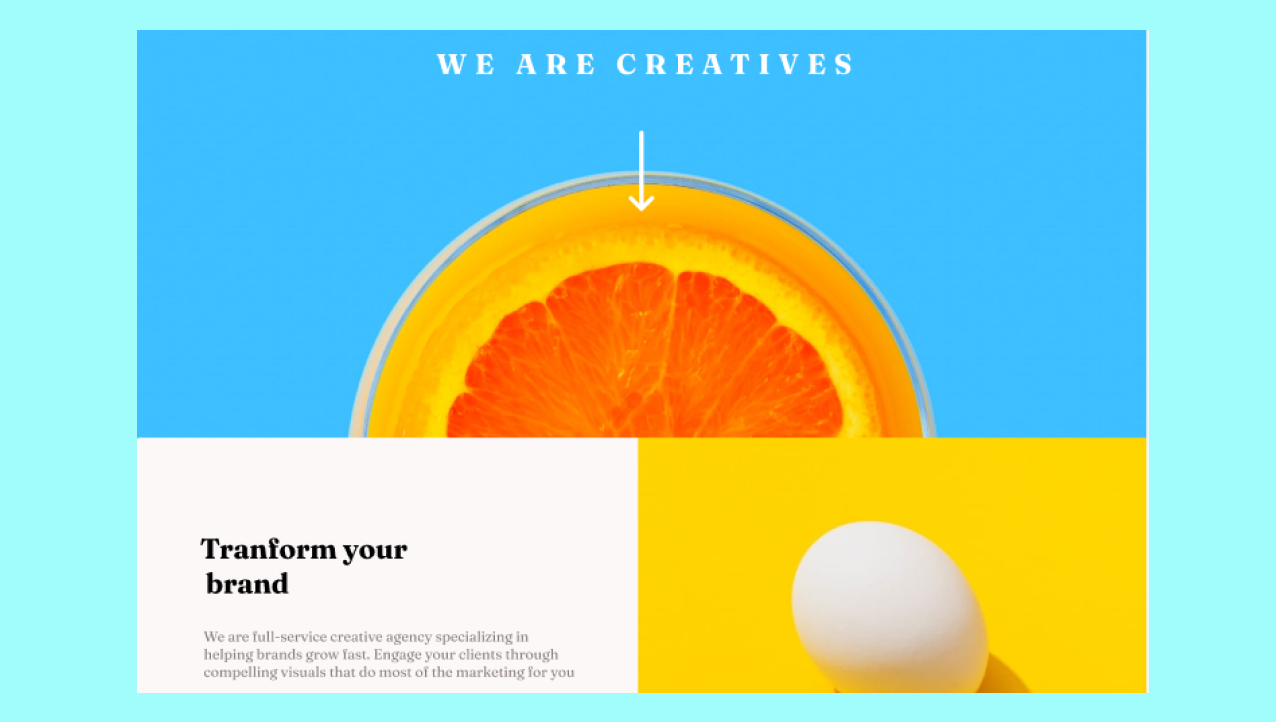 WE ARE CREATIVES
Tranform your
brand
We are full-service creative agency specializing in
helping brands grow fast. Engage your clients through
compelling visuals that do most of the marketing for you